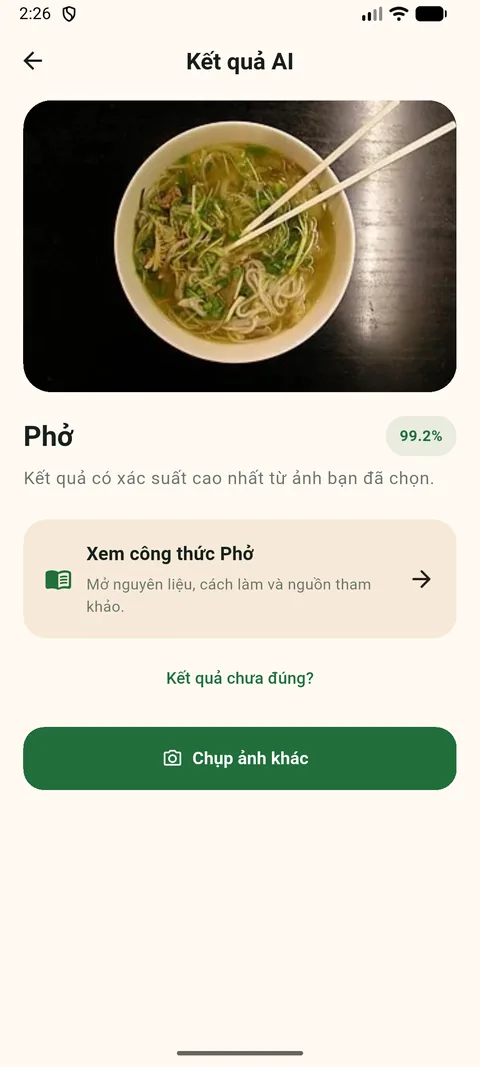 2:26
Kết quả AI
Phở
99.2%
Kết quả có xác suất cao nhất từ ảnh bạn đã chọn.
Xem công thức Phở
Mở nguyên liệu, cách làm và nguồn tham
khảo.
Kết quả chưa đúng?
Chụp ảnh khác